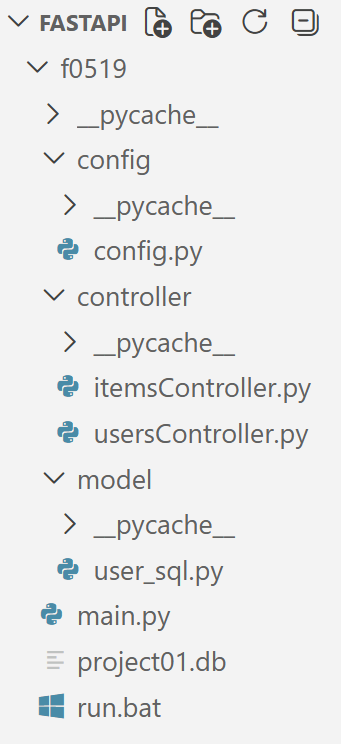 FASTAPI
f0519
__pycache__
config
__pycache__
config.py
controller
__pycache__
itemsController.py
usersController.py
model
__pycache__
user_sql.py
main.py
project01.db
run.bat